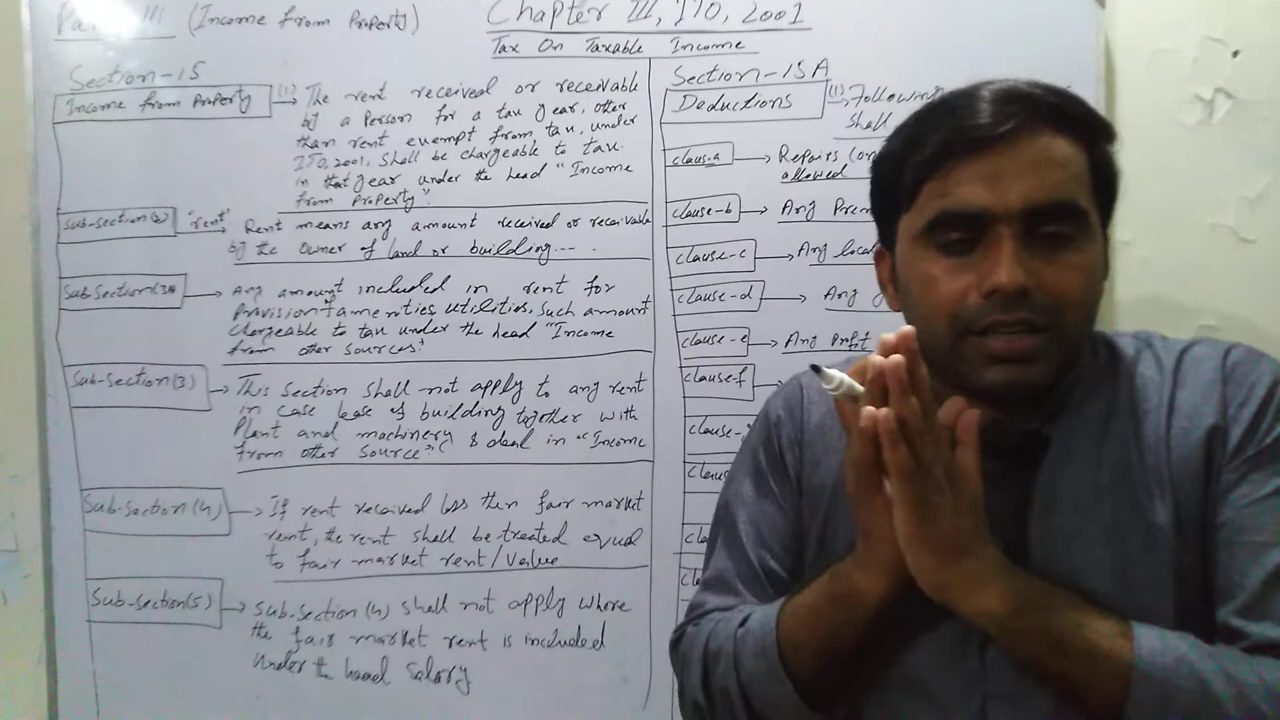 (Income from Property)
Chapter III, ITO, 2001
Tax On Taxable Income
Section-15
Income from Property
(1)
The rent received or receivable
by a Person for a tax year, other
than rent exempt from tax, under
ITO, 2001, shall be chargeable to tax
in that year under the head "Income
from Property".
Sub-section(2)
"rent"
Rent means any amount received or receivable
by the owner of land or building--- .
Sub-section(3A
Any amount included in rent for
Provision of amenities, utilities, such amount
chargeable to tax under the head "Income
from other sources"
Sub-section(3)
This Section shall not apply to any rent
in case lease of building together with
Plant and machinery & deal in "Income
from other source"
Sub-section(4)
If rent received less then fair market
rent, the rent shall be treated equal
to fair market rent/Value
Sub-section(5)
Sub-section(4) shall not apply where
the fair market rent is included
under the head Salary
Section-15A
Deductions
(1)
Following
shall
clause-a
Repairs
allowed
clause-b
Any
clause-c
Any
clause-d
Any
clause-e
Any Profit
clause-f
clause-
clause